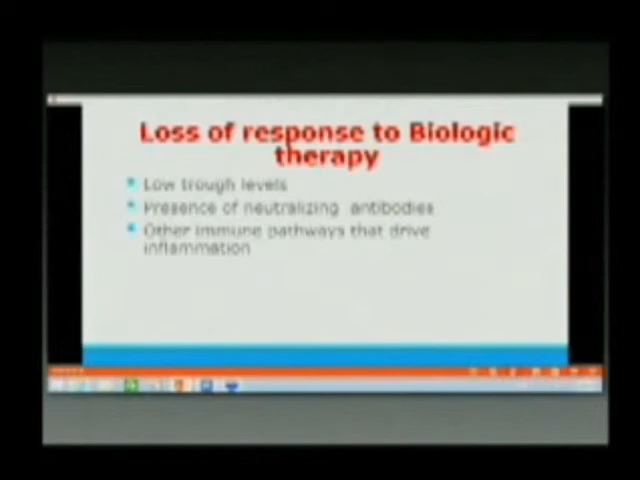 Loss of response to Biologic
therapy
Low trough levels
Presence of neutralizing antibodies
Other immune pathways that drive
inflammation